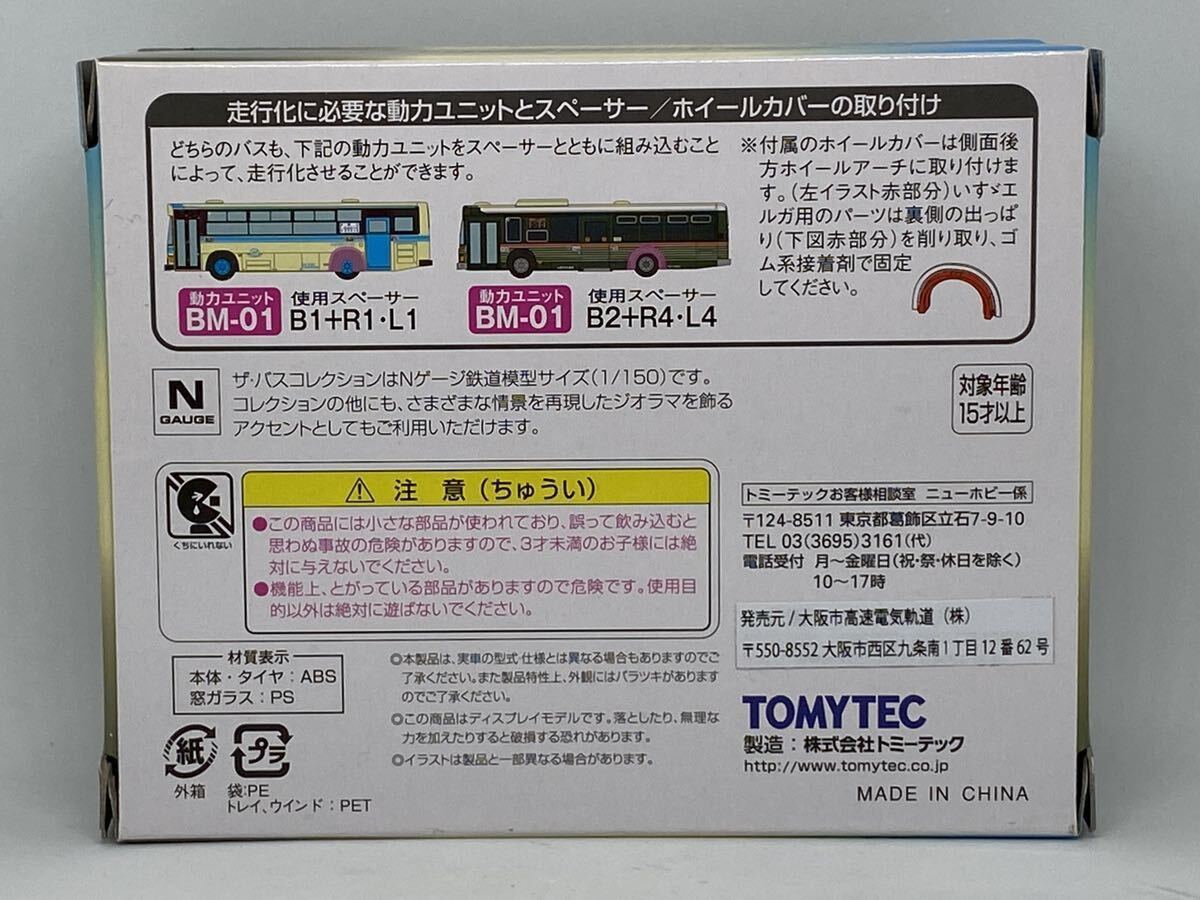 走行化に必要な動力ユニットとスペーサー/ホイールカバーの取り付け
どちらのバスも、下記の動力ユニットをスペーサーとともに組み込むこと
によって、走行化させることができます。
動力ユニット
BM-01
使用スペーサー
B1+R1・L1
動力ユニット
BM-01
使用スペーサー
B2+R4・L4
※付属のホイールカバーは側面後
方ホイールアーチに取り付けま
す。(左イラスト赤部分)いすゞエ
ルガ用のパーツは裏側の出っぱ
り(下図赤部分)を削り取り、ゴ
ム系接着剤で固定
してください。
N
GAUGE
ザ・バスコレクションはNゲージ鉄道模型サイズ(1/150)です。
コレクションの他にも、さまざまな情景を再現したジオラマを飾る
アクセントとしてもご利用いただけます。
対象年齢
15才以上
くちにいれない
⚠ 注 意(ちゅうい)
●この商品には小さな部品が使われており、誤って飲み込むと
思わぬ事故の危険がありますので、3才未満のお子様には絶
対に与えないでください。
●機能上、とがっている部品がありますので危険です。使用目
的以外は絶対に遊ばないでください。
トミーテックお客様相談室 ニューホビー係
〒124-8511 東京都葛飾区立石7-9-10
TEL 03(3695)3161(代)
電話受付 月〜金曜日(祝・祭・休日を除く)
10〜17時
発売元/大阪市高速電気軌道(株)
〒550-8552 大阪市西区九条南1丁目12番62号
材質表示
本体・タイヤ:ABS
窓ガラス:PS
紙
外箱
プラ
袋:PE
トレイ、ウインド:PET
◎本製品は、実車の型式・仕様とは異なる場合もありますのでご
了承ください。また製品特性上、外観にはバラツキがあります
のでご了承ください。
◎この商品はディスプレイモデルです。落としたり、無理な
力を加えたりすると破損する恐れがあります。
◎イラストは製品と一部異なる場合があります。
TOMYTEC
製造:株式会社トミーテック
http://www.tomytec.co.jp
MADE IN CHINA